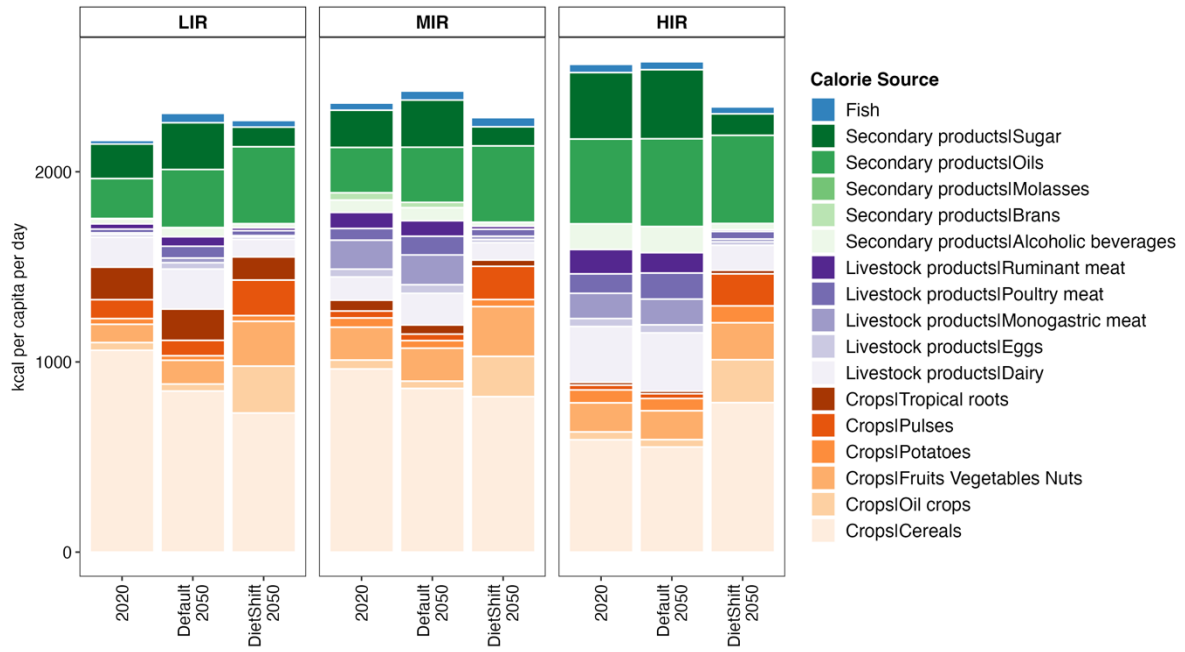 LIR
MIR
HIR
kcal per capita per day
2000
1000
0
2020
Default
2050
DietShift
2050
2020
Default
2050
DietShift
2050
2020
Default
2050
DietShift
2050
Calorie Source
Fish
Secondary products|Sugar
Secondary products|Oils
Secondary products|Molasses
Secondary products|Brans
Secondary products|Alcoholic beverages
Livestock products|Ruminant meat
Livestock products|Poultry meat
Livestock products|Monogastric meat
Livestock products|Eggs
Livestock products|Dairy
Crops|Tropical roots
Crops|Pulses
Crops|Potatoes
Crops|Fruits Vegetables Nuts
Crops|Oil crops
Crops|Cereals